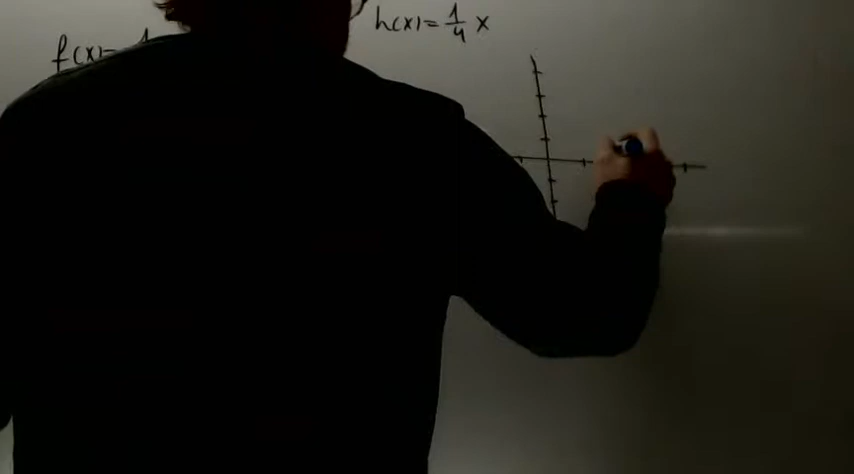 f(x)=
h(x)=1/4 x